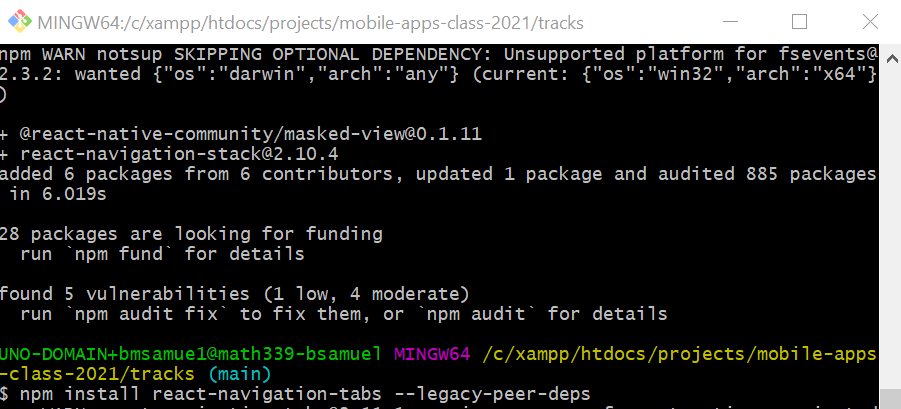 MINGW64:/c/xampp/htdocs/projects/mobile-apps-class-2021/tracks
npm WARN notsup SKIPPING OPTIONAL DEPENDENCY: Unsupported platform for fsevents@
2.3.2: wanted {"os":"darwin","arch":"any"} (current: {"os":"win32","arch":"x64"}
)
+ @react-native-community/masked-view@0.1.11
+ react-navigation-stack@2.10.4
added 6 packages from 6 contributors, updated 1 package and audited 885 packages
in 6.019s
28 packages are looking for funding
run `npm fund` for details
found 5 vulnerabilities (1 low, 4 moderate)
run `npm audit fix` to fix them, or `npm audit` for details
UNO-DOMAIN+bmsamue1@math339-bsamuel MINGW64 /c/xampp/htdocs/projects/mobile-apps
-class-2021/tracks (main)
$ npm install react-navigation-tabs --legacy-peer-deps